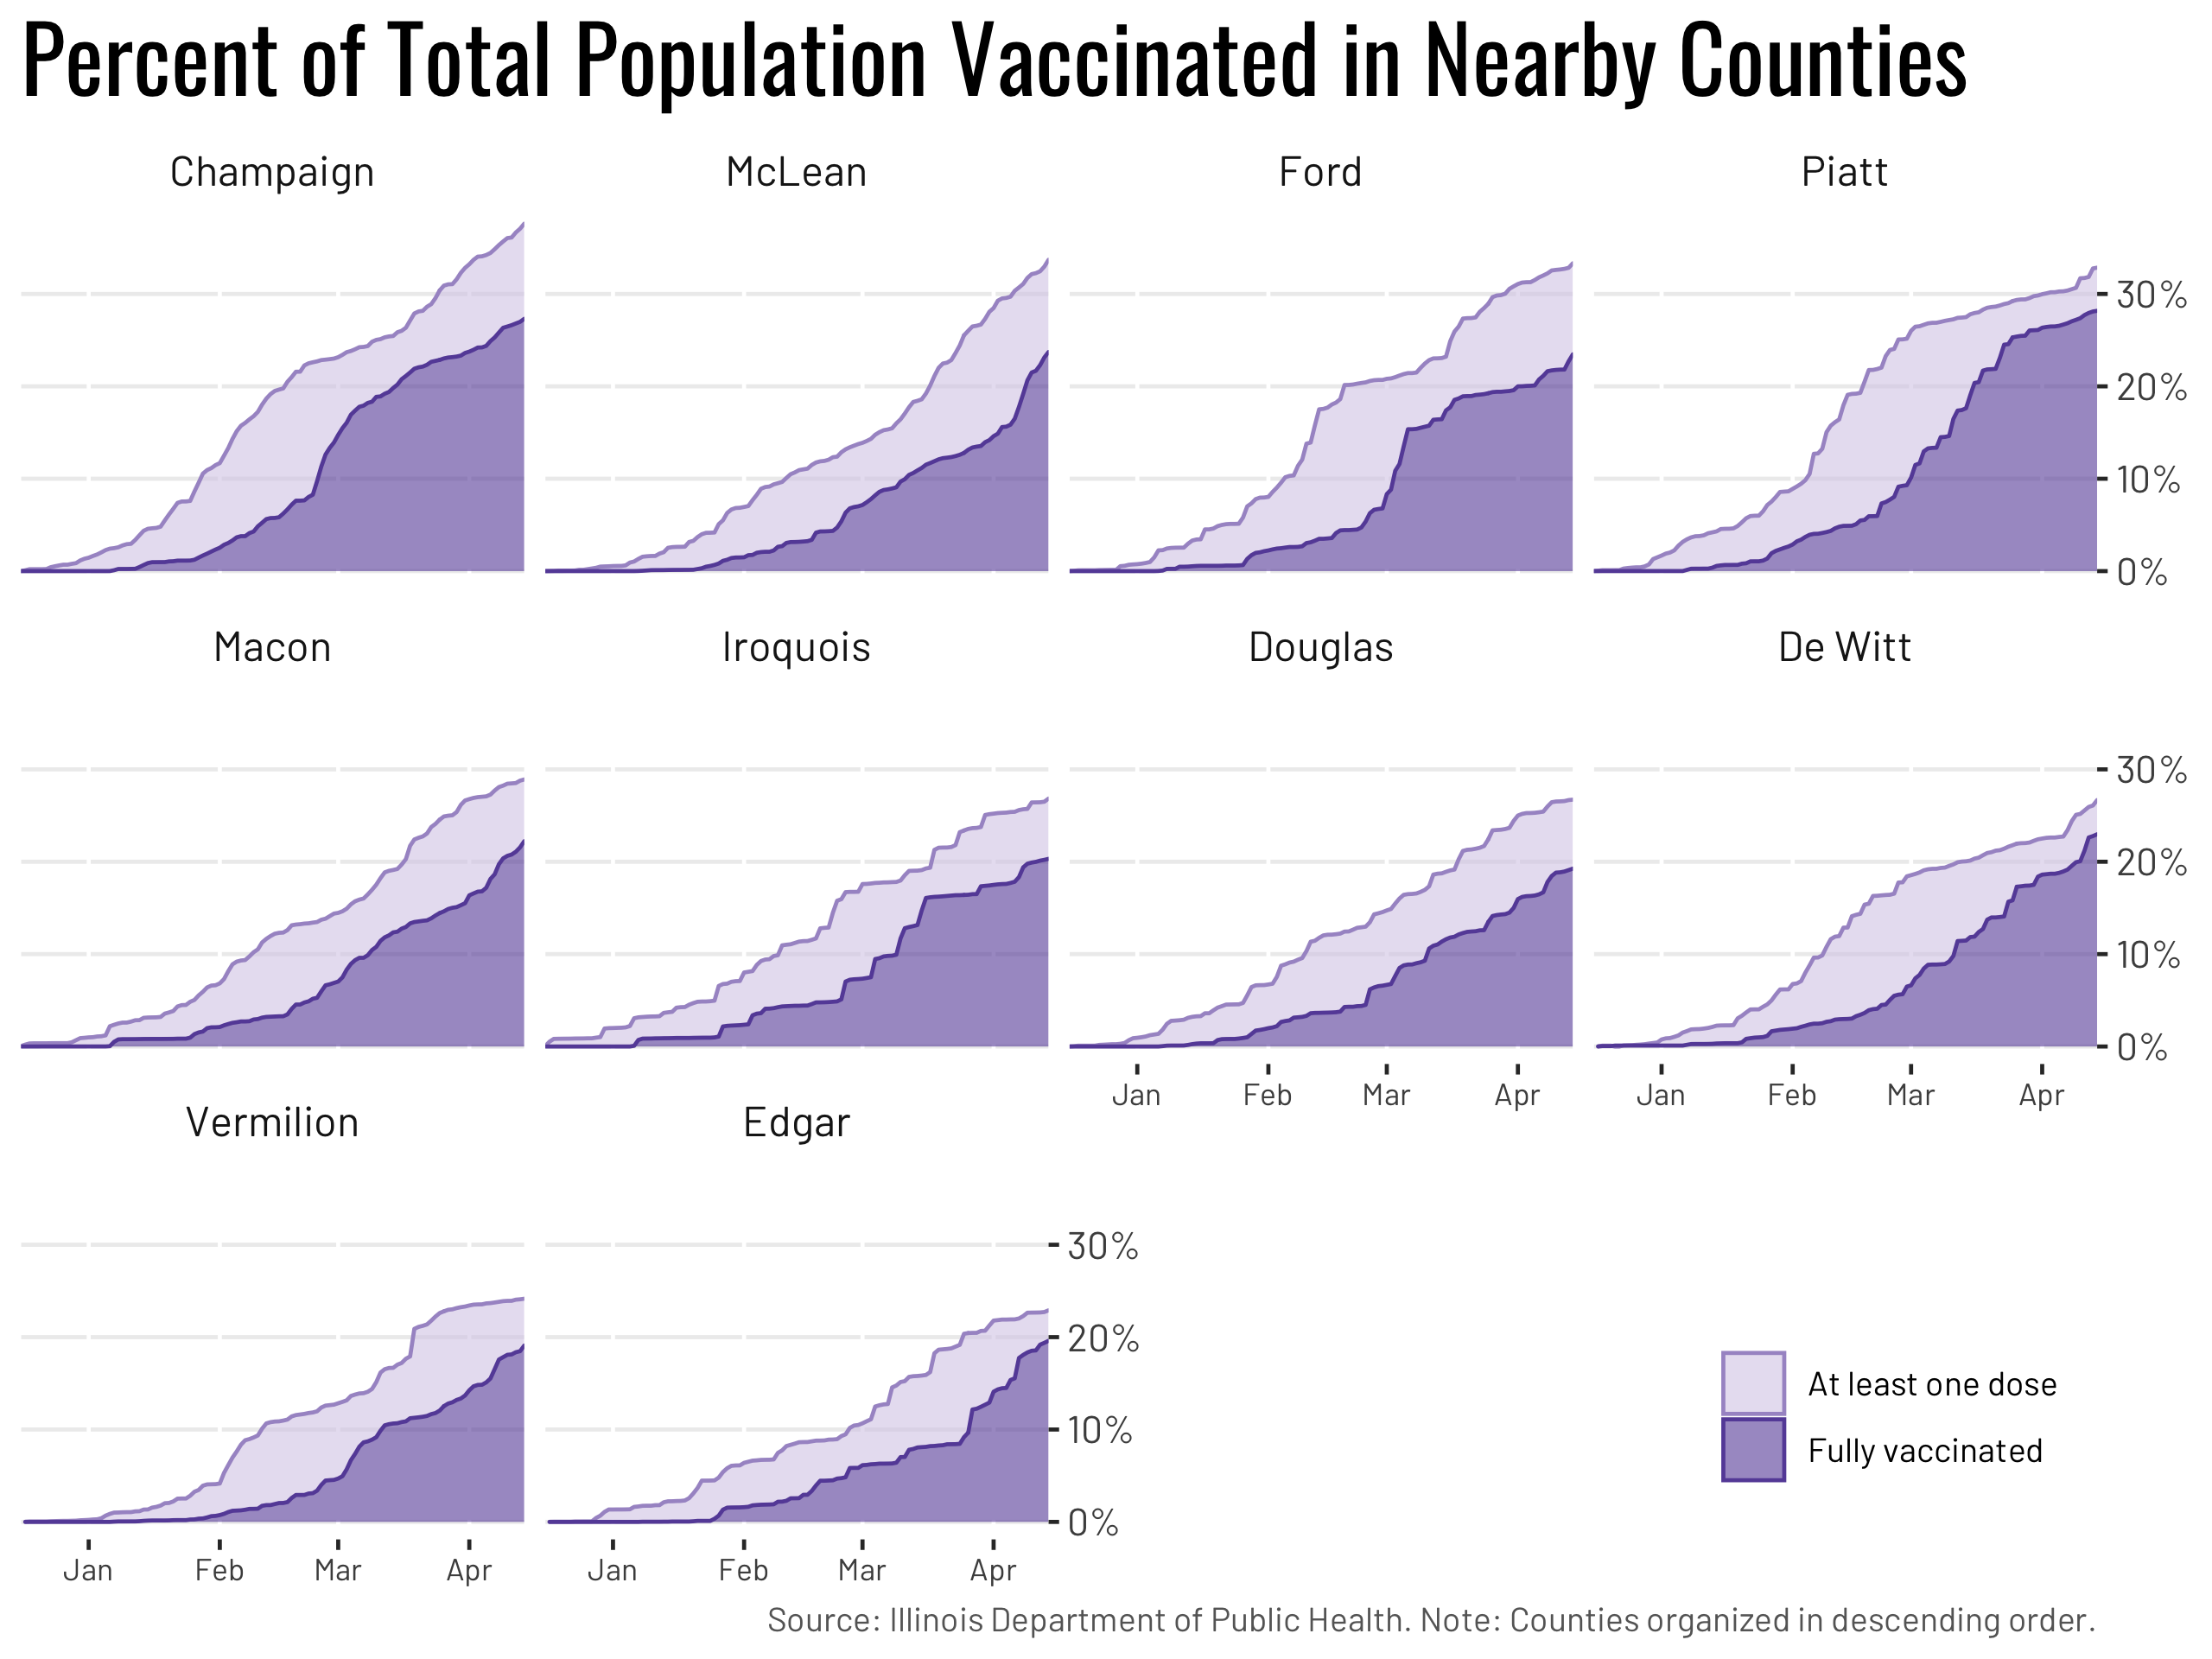 Percent of Total Population Vaccinated in Nearby Counties
Champaign
McLean
Ford
Piatt
30%
20%
10%
0%
Macon
Iroquois
Douglas
De Witt
30%
20%
10%
0%
Jan Feb Mar Apr
Jan Feb Mar Apr
Vermilion
Edgar
30%
20%
10%
0%
Jan Feb Mar Apr
Jan Feb Mar Apr
At least one dose
Fully vaccinated
Source: Illinois Department of Public Health. Note: Counties organized in descending order.